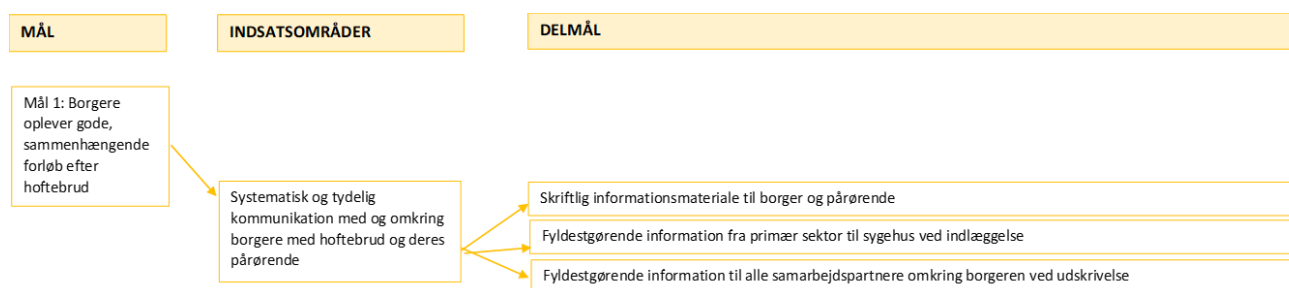 MÅL
INDSATSOMRÅDER
DELMÅL
Mål 1: Borgere
oplever gode,
sammenhængende
forløb efter
hoftebrud
Systematisk og tydelig
kommunikation med og omkring
borgere med hoftebrud og deres
pårørende
Skriftlig informationsmateriale til borger og pårørende
Fyldestgørende information fra primær sektor til sygehus ved indlæggelse
Fyldestgørende information til alle samarbejdspartnere omkring borgeren ved udskrivelse